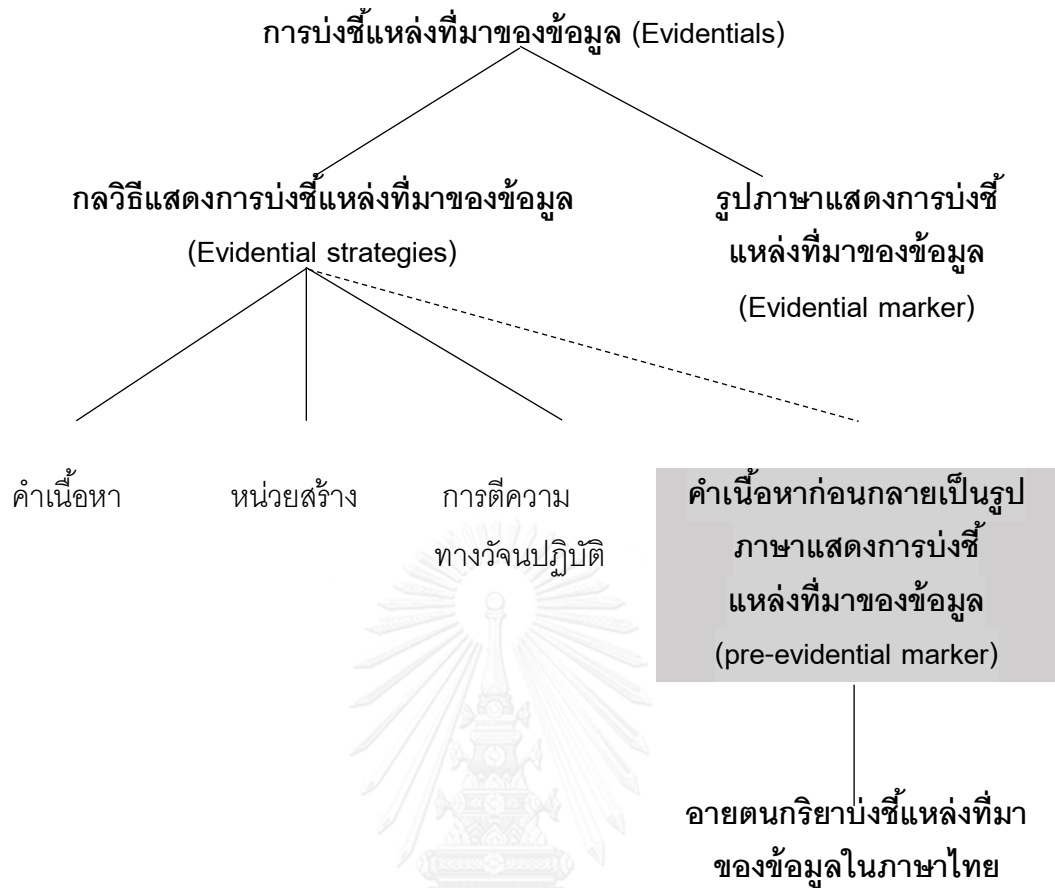 การบ่งชี้แหล่งที่มาของข้อมูล (Evidentials)
กลวิธีแสดงการบ่งชี้แหล่งที่มาของข้อมูล
(Evidential strategies)
รูปภาษาแสดงการบ่งชี้
แหล่งที่มาของข้อมูล
(Evidential marker)
คำเนื้อหา
หน่วยสร้าง
การตีความ
ทางวัจนปฏิบัติ
คำเนื้อหาก่อนกลายเป็นรูป
ภาษาแสดงการบ่งชี้
แหล่งที่มาของข้อมูล
(pre-evidential marker)
อายตนกริยาบ่งชี้แหล่งที่มา
ของข้อมูลในภาษาไทย